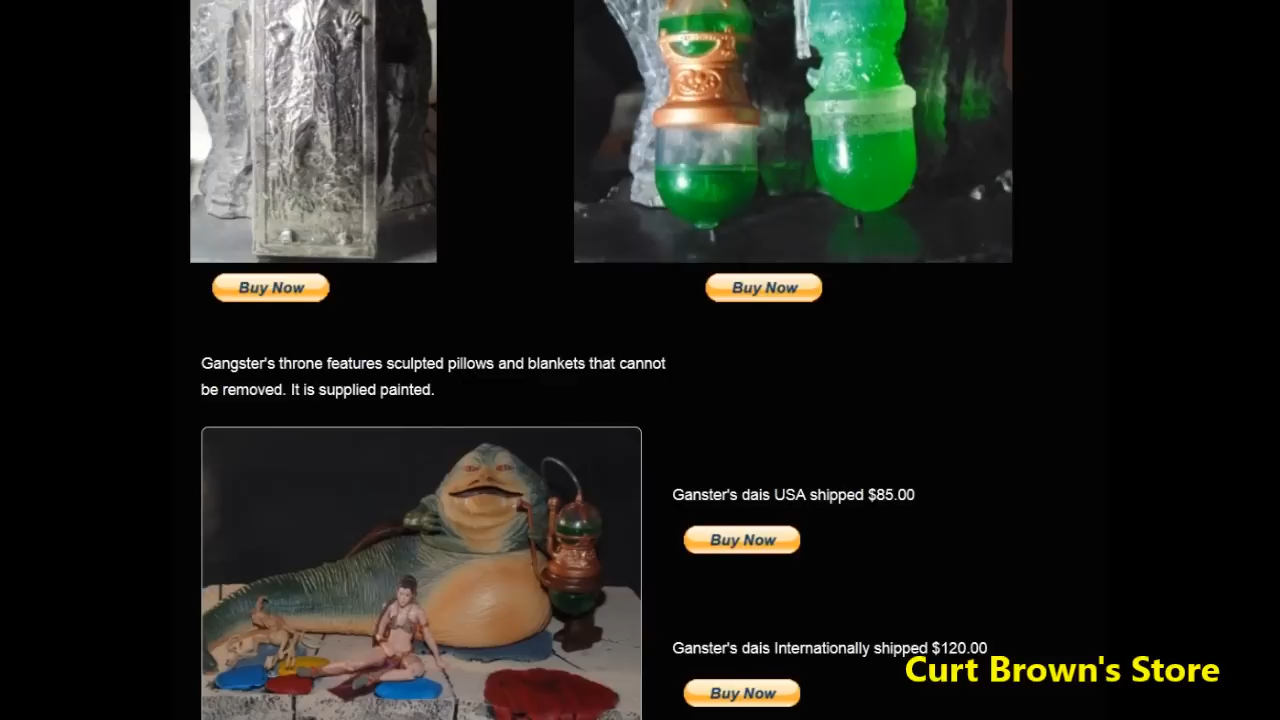 Buy Now
Buy Now
Gangster's throne features sculpted pillows and blankets that cannot
be removed. It is supplied painted.
Ganster's dais USA shipped $85.00
Buy Now
Ganster's dais Internationally shipped $120.00
Curt Brown's Store
Buy Now